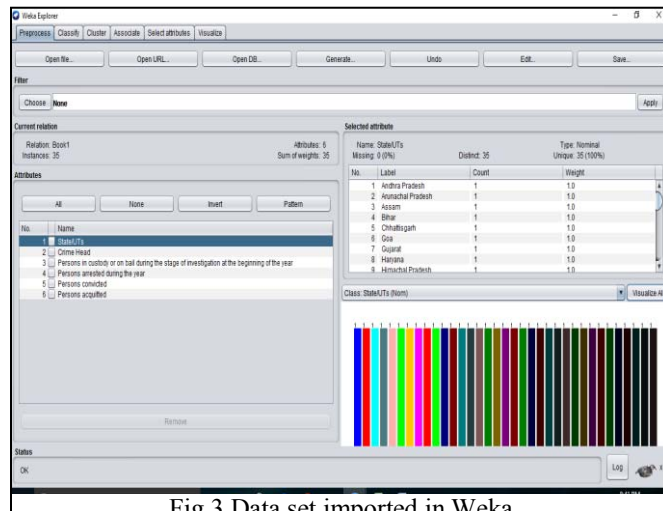 Weka Explorer
Preprocess Classify Cluster Associate Select attributes Visualize
Open file... Open URL... Open DB... Generate... Undo Edit... Save...
Filter
Choose None Apply
Current relation
Relation: Book1 Attributes: 6
Instances: 35 Sum of weights: 35
Attributes
All None Invert Pattern
No. Name
1 State/UTs
2 Crime Head
3 Persons in custody or on bail during the stage of investigation at the beginning of the year
4 Persons arrested during the year
5 Persons convicted
6 Persons acquitted
Remove
Selected attribute
Name: State/UTs Type: Nominal
Missing: 0 (0%) Distinct: 35 Unique: 35 (100%)
No. Label Count Weight
1 Andhra Pradesh 1 1.0
2 Arunachal Pradesh 1 1.0
3 Assam 1 1.0
4 Bihar 1 1.0
5 Chhattisgarh 1 1.0
6 Goa 1 1.0
7 Gujarat 1 1.0
8 Haryana 1 1.0
9 Himachal Pradesh 1 1.0
Class: State/UTs (Nom) Visualize All
Status
OK Log
Fig 3 Data set imported in Weka